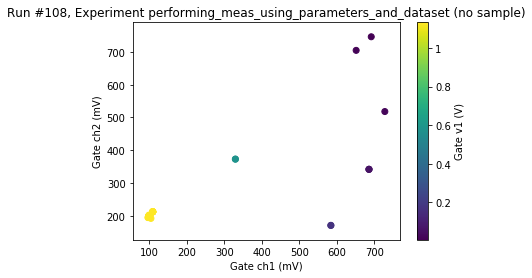 Run #108, Experiment performing_meas_using_parameters_and_dataset (no sample)
700
600
500
400
300
200
Gate ch2 (mV)
100 200 300 400 500 600 700
Gate ch1 (mV)
1
0.8
0.6
0.4
0.2
Gate v1 (V)